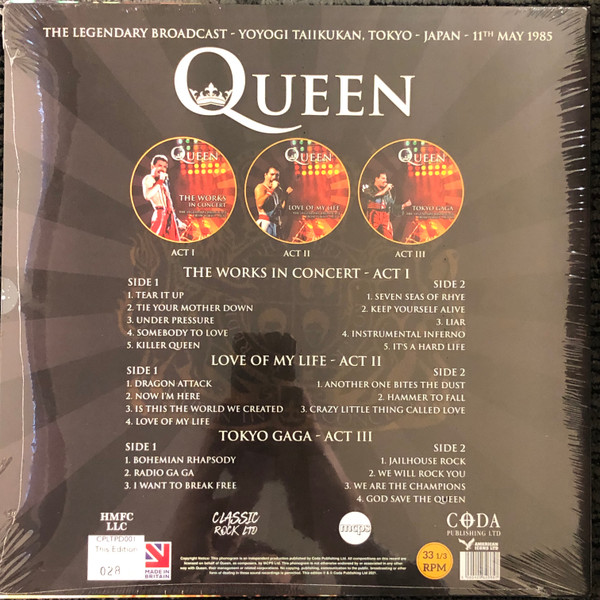 THE LEGENDARY BROADCAST - YOYOGI TAIIKUKAN, TOKYO - JAPAN - 11TH MAY 1985
QUEEN
QUEEN
THE WORKS
IN CONCERT
QUEEN
LOVE OF MY LIFE
QUEEN
TOKYO GAGA
ACT I
ACT II
ACT III
THE WORKS IN CONCERT - ACT I
SIDE 1
1. TEAR IT UP
2. TIE YOUR MOTHER DOWN
3. UNDER PRESSURE
4. SOMEBODY TO LOVE
5. KILLER QUEEN
SIDE 2
1. SEVEN SEAS OF RHYE
2. KEEP YOURSELF ALIVE
3. LIAR
4. INSTRUMENTAL INFERNO
5. IT'S A HARD LIFE
LOVE OF MY LIFE - ACT II
SIDE 1
1. DRAGON ATTACK
2. NOW I'M HERE
3. IS THIS THE WORLD WE CREATED
4. LOVE OF MY LIFE
SIDE 2
1. ANOTHER ONE BITES THE DUST
2. HAMMER TO FALL
3. CRAZY LITTLE THING CALLED LOVE
TOKYO GAGA - ACT III
SIDE 1
1. BOHEMIAN RHAPSODY
2. RADIO GA GA
3. I WANT TO BREAK FREE
SIDE 2
1. JAILHOUSE ROCK
2. WE WILL ROCK YOU
3. WE ARE THE CHAMPIONS
4. GOD SAVE THE QUEEN
HMFC
LLC
CLASSIC
ROCK LTD
mcps
CODA
PUBLISHING LTD
CPLTPD001
This Edition
028
MADE IN
BRITAIN
33 1/3
RPM
AMERICAN
ICONS LTD